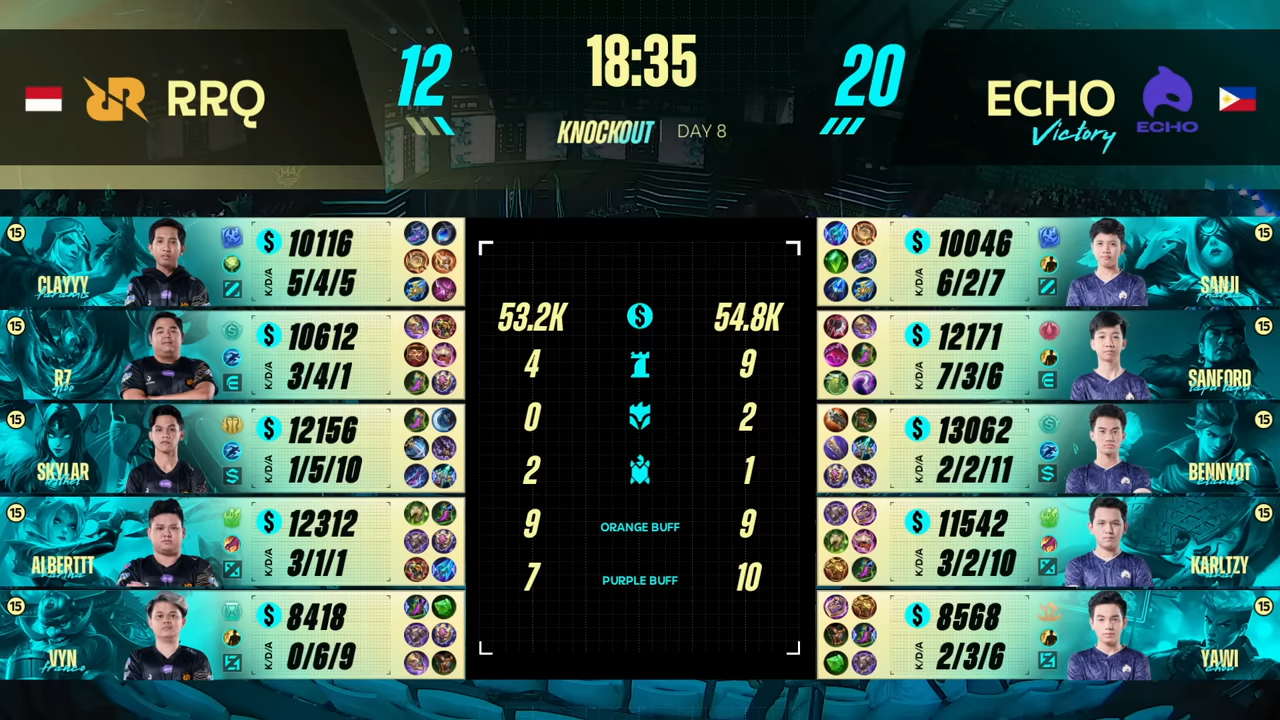 RRQ
12
18:35
KNOCKOUT DAY 8
20
ECHO
Victory
ECHO
15
CLAYYY
$ 10116
K/D/A 5/4/5
15
R7
$ 10612
K/D/A 3/4/1
15
SKYLAR
$ 12156
K/D/A 1/5/10
15
ALBERTTT
$ 12312
K/D/A 3/1/1
15
VYN
$ 8418
K/D/A 0/6/9
53.2K $ 54.8K
4 9
0 2
2 1
9 ORANGE BUFF 9
7 PURPLE BUFF 10
$ 10046
K/D/A 6/2/7
SANJI
15
$ 12171
K/D/A 7/3/6
SANFORD
15
$ 13062
K/D/A 2/2/11
BENNYQT
15
$ 11542
K/D/A 3/2/10
KARLTZY
15
$ 8568
K/D/A 2/3/6
YAWI
15